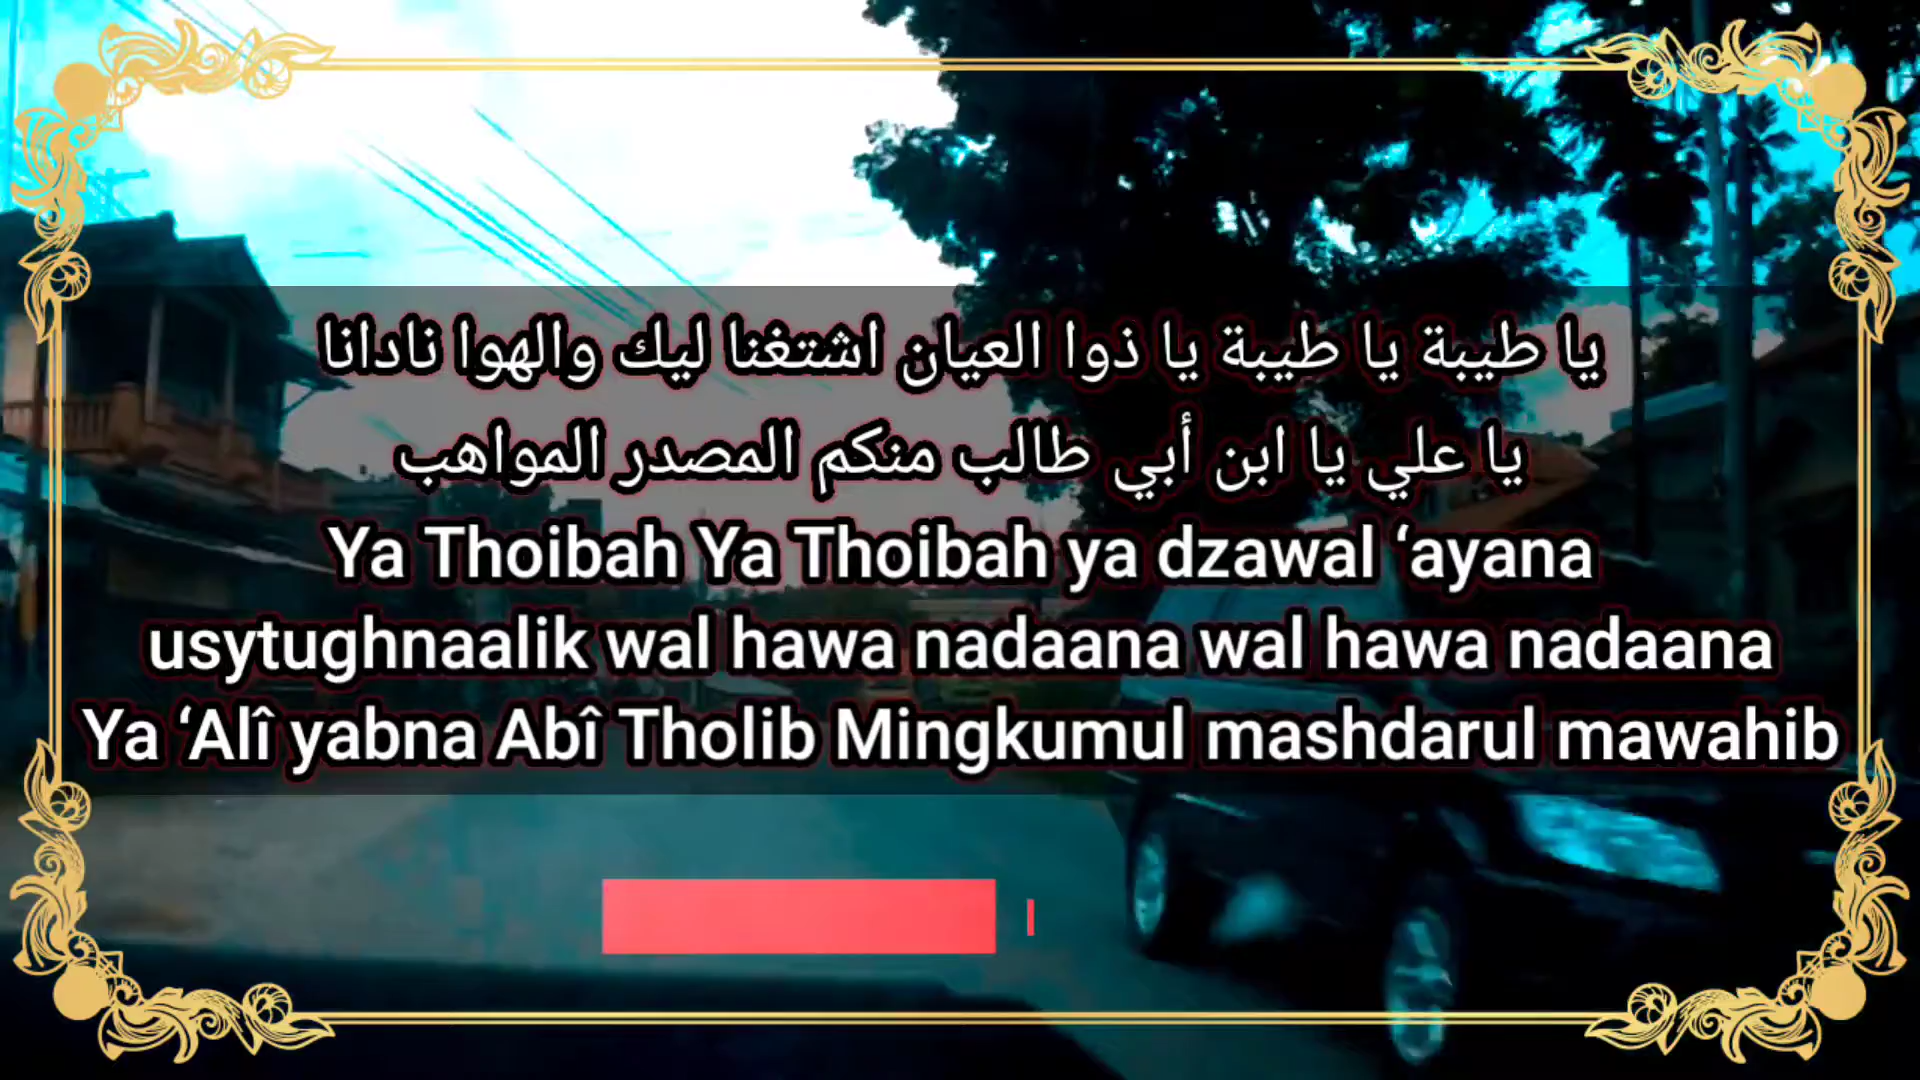 يا طيبة يا طيبة يا ذوا العيان اشتغنا ليك والهوا نادانا
يا علي يا ابن أبي طالب منكمِ المصدر المواهب
Ya Thoibah Ya Thoibah ya dzawal ‘ayana
usytughnaalik wal hawa nadaana wal hawa nadaana
Ya ‘Alî yabna Abî Tholib Mingkumul mashdarul mawahib